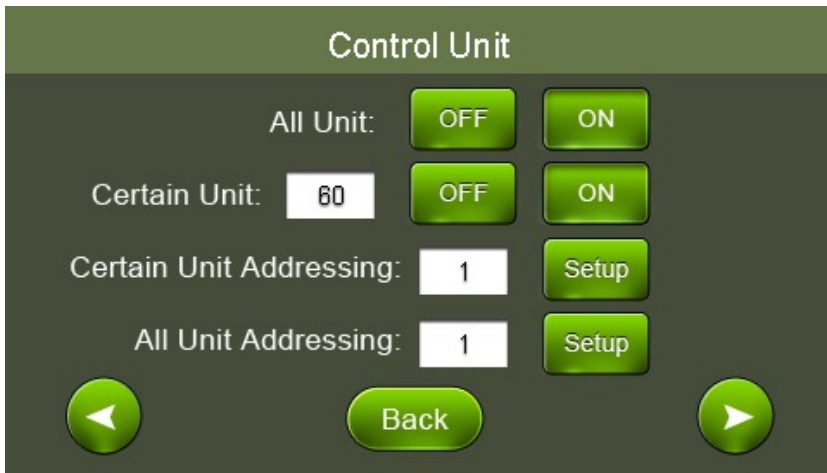 Control Unit
All Unit: OFF ON
Certain Unit: 60 OFF ON
Certain Unit Addressing: 1 Setup
All Unit Addressing: 1 Setup
Back